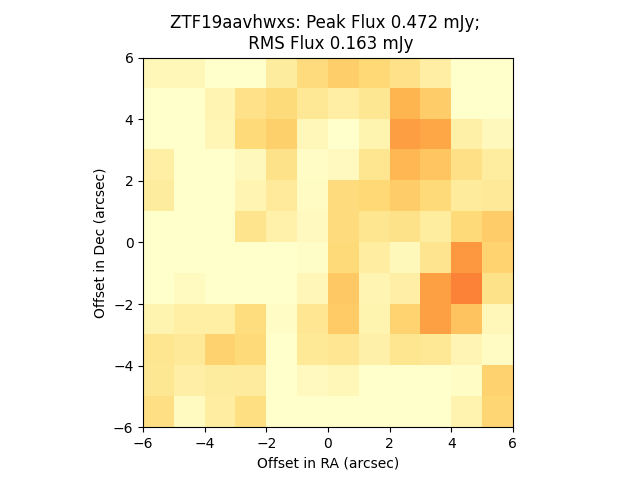 ZTF19aavhwxs: Peak Flux 0.472 mJy;
RMS Flux 0.163 mJy
6
4
2
0
−2
−4
−6
Offset in Dec (arcsec)
−6 −4 −2 0 2 4 6
Offset in RA (arcsec)